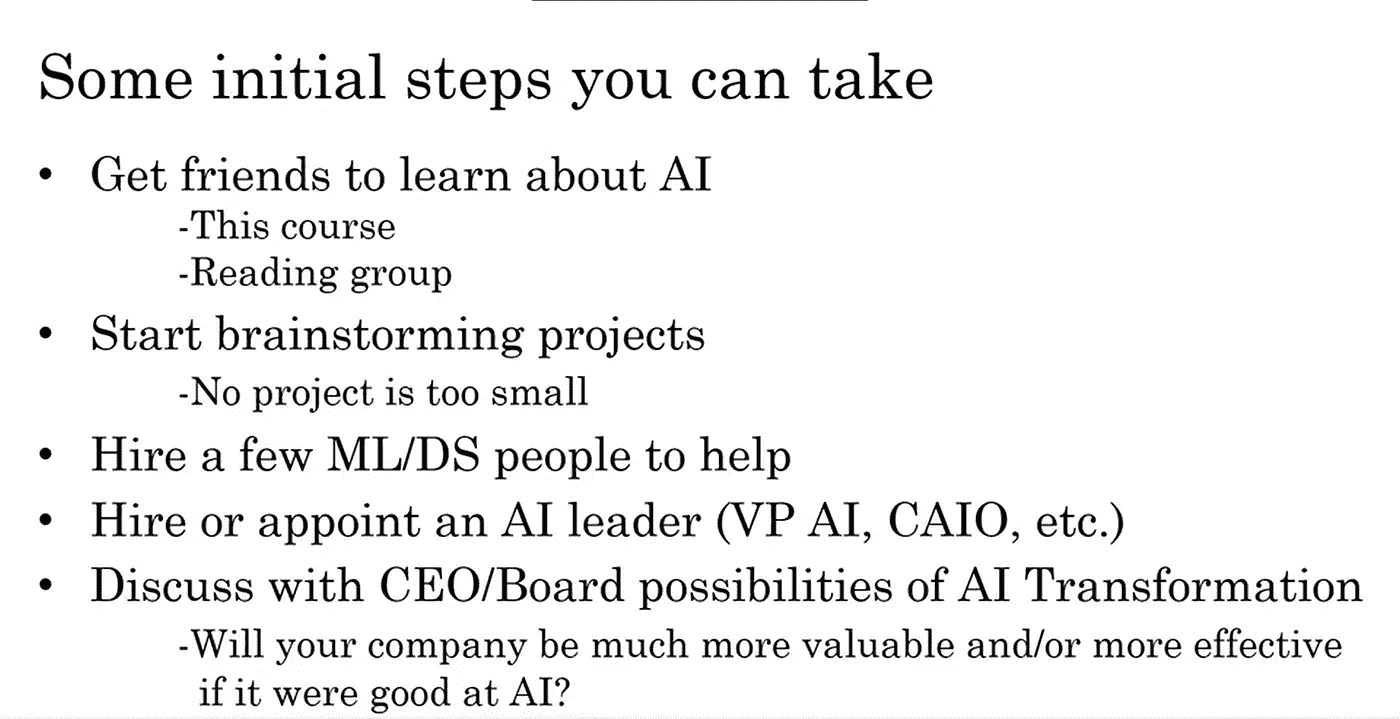 Some initial steps you can take
• Get friends to learn about AI
-This course
-Reading group
• Start brainstorming projects
-No project is too small
• Hire a few ML/DS people to help
• Hire or appoint an AI leader (VP AI, CAIO, etc.)
• Discuss with CEO/Board possibilities of AI Transformation
-Will your company be much more valuable and/or more effective
if it were good at AI?